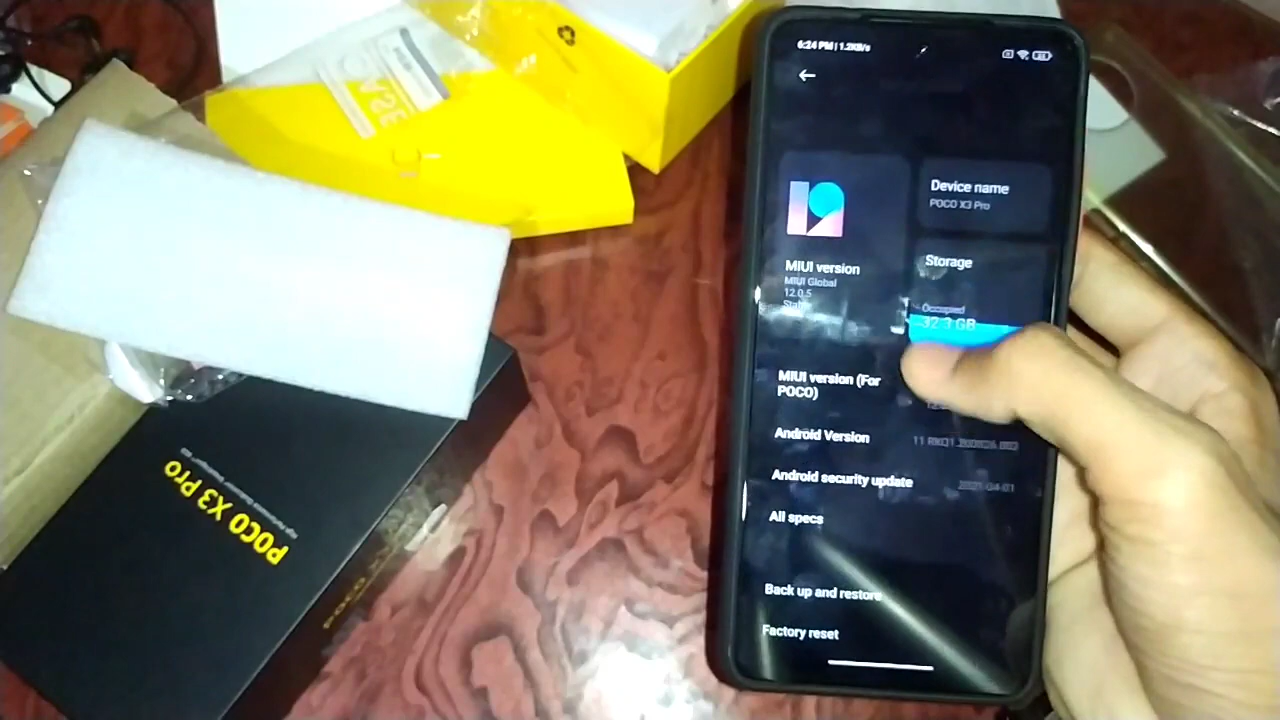 6:24 PM | 1.2KB/s
Device name
POCO X3 Pro
Storage
MIUI version
MIUI Global
12.0.5
Occupied
32.3 GB
MIUI version (For
POCO)
Android Version
Android security update
2021-04-01
All specs
Back up and restore
Factory reset
POCO X3 Pro